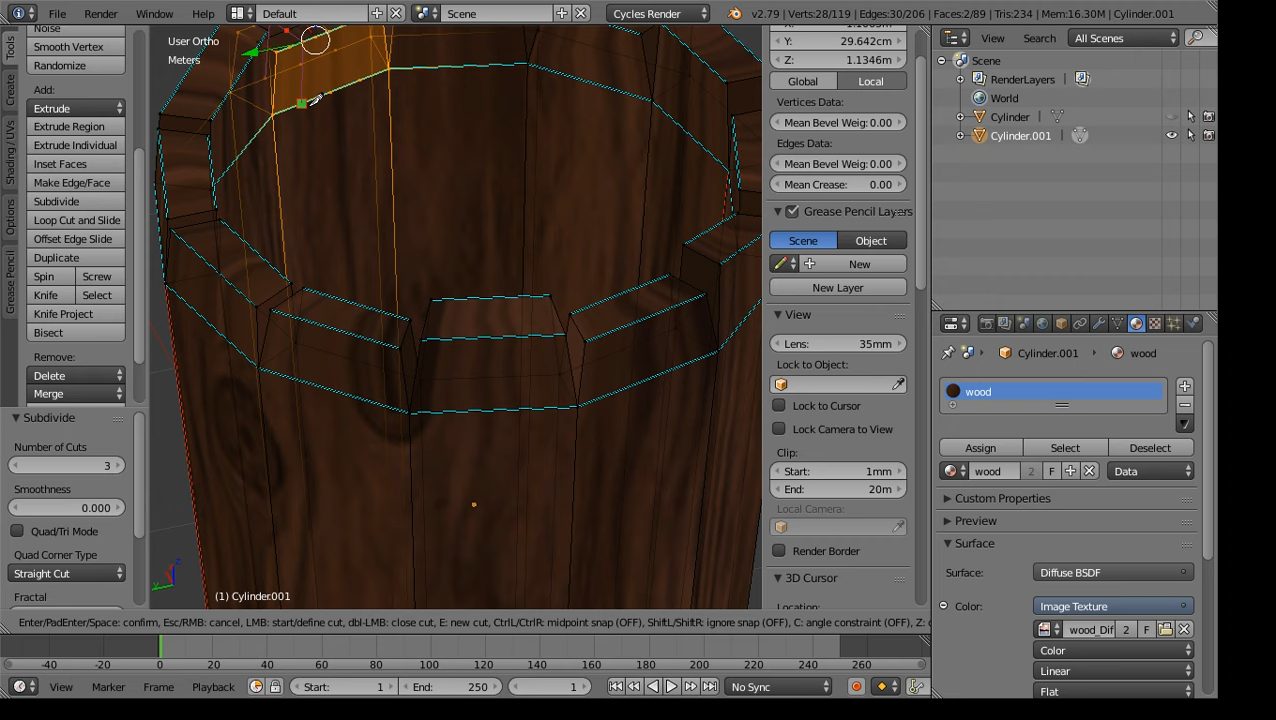 File Render Window Help Default Scene Cycles Render v2.79 | Verts:28/119 | Edges:30/206 | Faces:2/89 | Tris:234 | Mem:16.30M | Cylinder.001
Tools
Create
Shading / UVs
Options
Grease Pencil
Noise
Smooth Vertex
Randomize
Add:
Extrude
Extrude Region
Extrude Individual
Inset Faces
Make Edge/Face
Subdivide
Loop Cut and Slide
Offset Edge Slide
Duplicate
Spin Screw
Knife Select
Knife Project
Bisect
Remove:
Delete
Merge
Subdivide
Number of Cuts
3
Smoothness
0.000
Quad/Tri Mode
Quad Corner Type
Straight Cut
Fractal
User Ortho
Meters
(1) Cylinder.001
Y: 29.642cm
Z: 1.1346m
Global Local
Vertices Data:
Mean Bevel Weig: 0.00
Edges Data:
Mean Bevel Weig: 0.00
Mean Crease: 0.00
Grease Pencil Layers
Scene Object
New
New Layer
View
Lens: 35mm
Lock to Object:
Lock to Cursor
Lock Camera to View
Clip:
Start: 1mm
End: 20m
Local Camera:
Render Border
3D Cursor
Location:
View Search All Scenes
Scene
RenderLayers
World
Cylinder
Cylinder.001
Cylinder.001 wood
wood
Assign Select Deselect
wood 2 F Data
Custom Properties
Preview
Surface
Surface: Diffuse BSDF
Color: Image Texture
wood_Dif 2 F
Color
Linear
Flat
Enter/PadEnter/Space: confirm, Esc/RMB: cancel, LMB: start/define cut, dbl-LMB: close cut, E: new cut, CtrlL/CtrlR: midpoint snap (OFF), ShiftL/ShiftR: ignore snap (OFF), C: angle constraint (OFF), Z:
-40 -20 0 20 40 60 80 100 120 140 160 180 200 220 240 260
View Marker Frame Playback Start: 1 End: 250 1 No Sync